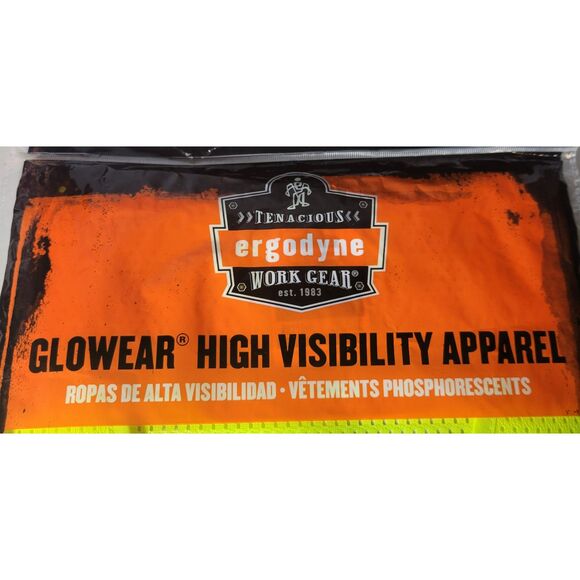 ››TENACIOUS‹‹
ergodyne
WORK GEAR®
est. 1983
GLOWEAR® HIGH VISIBILITY APPAREL
ROPAS DE ALTA VISIBILIDAD • VÊTEMENTS PHOSPHORESCENTS